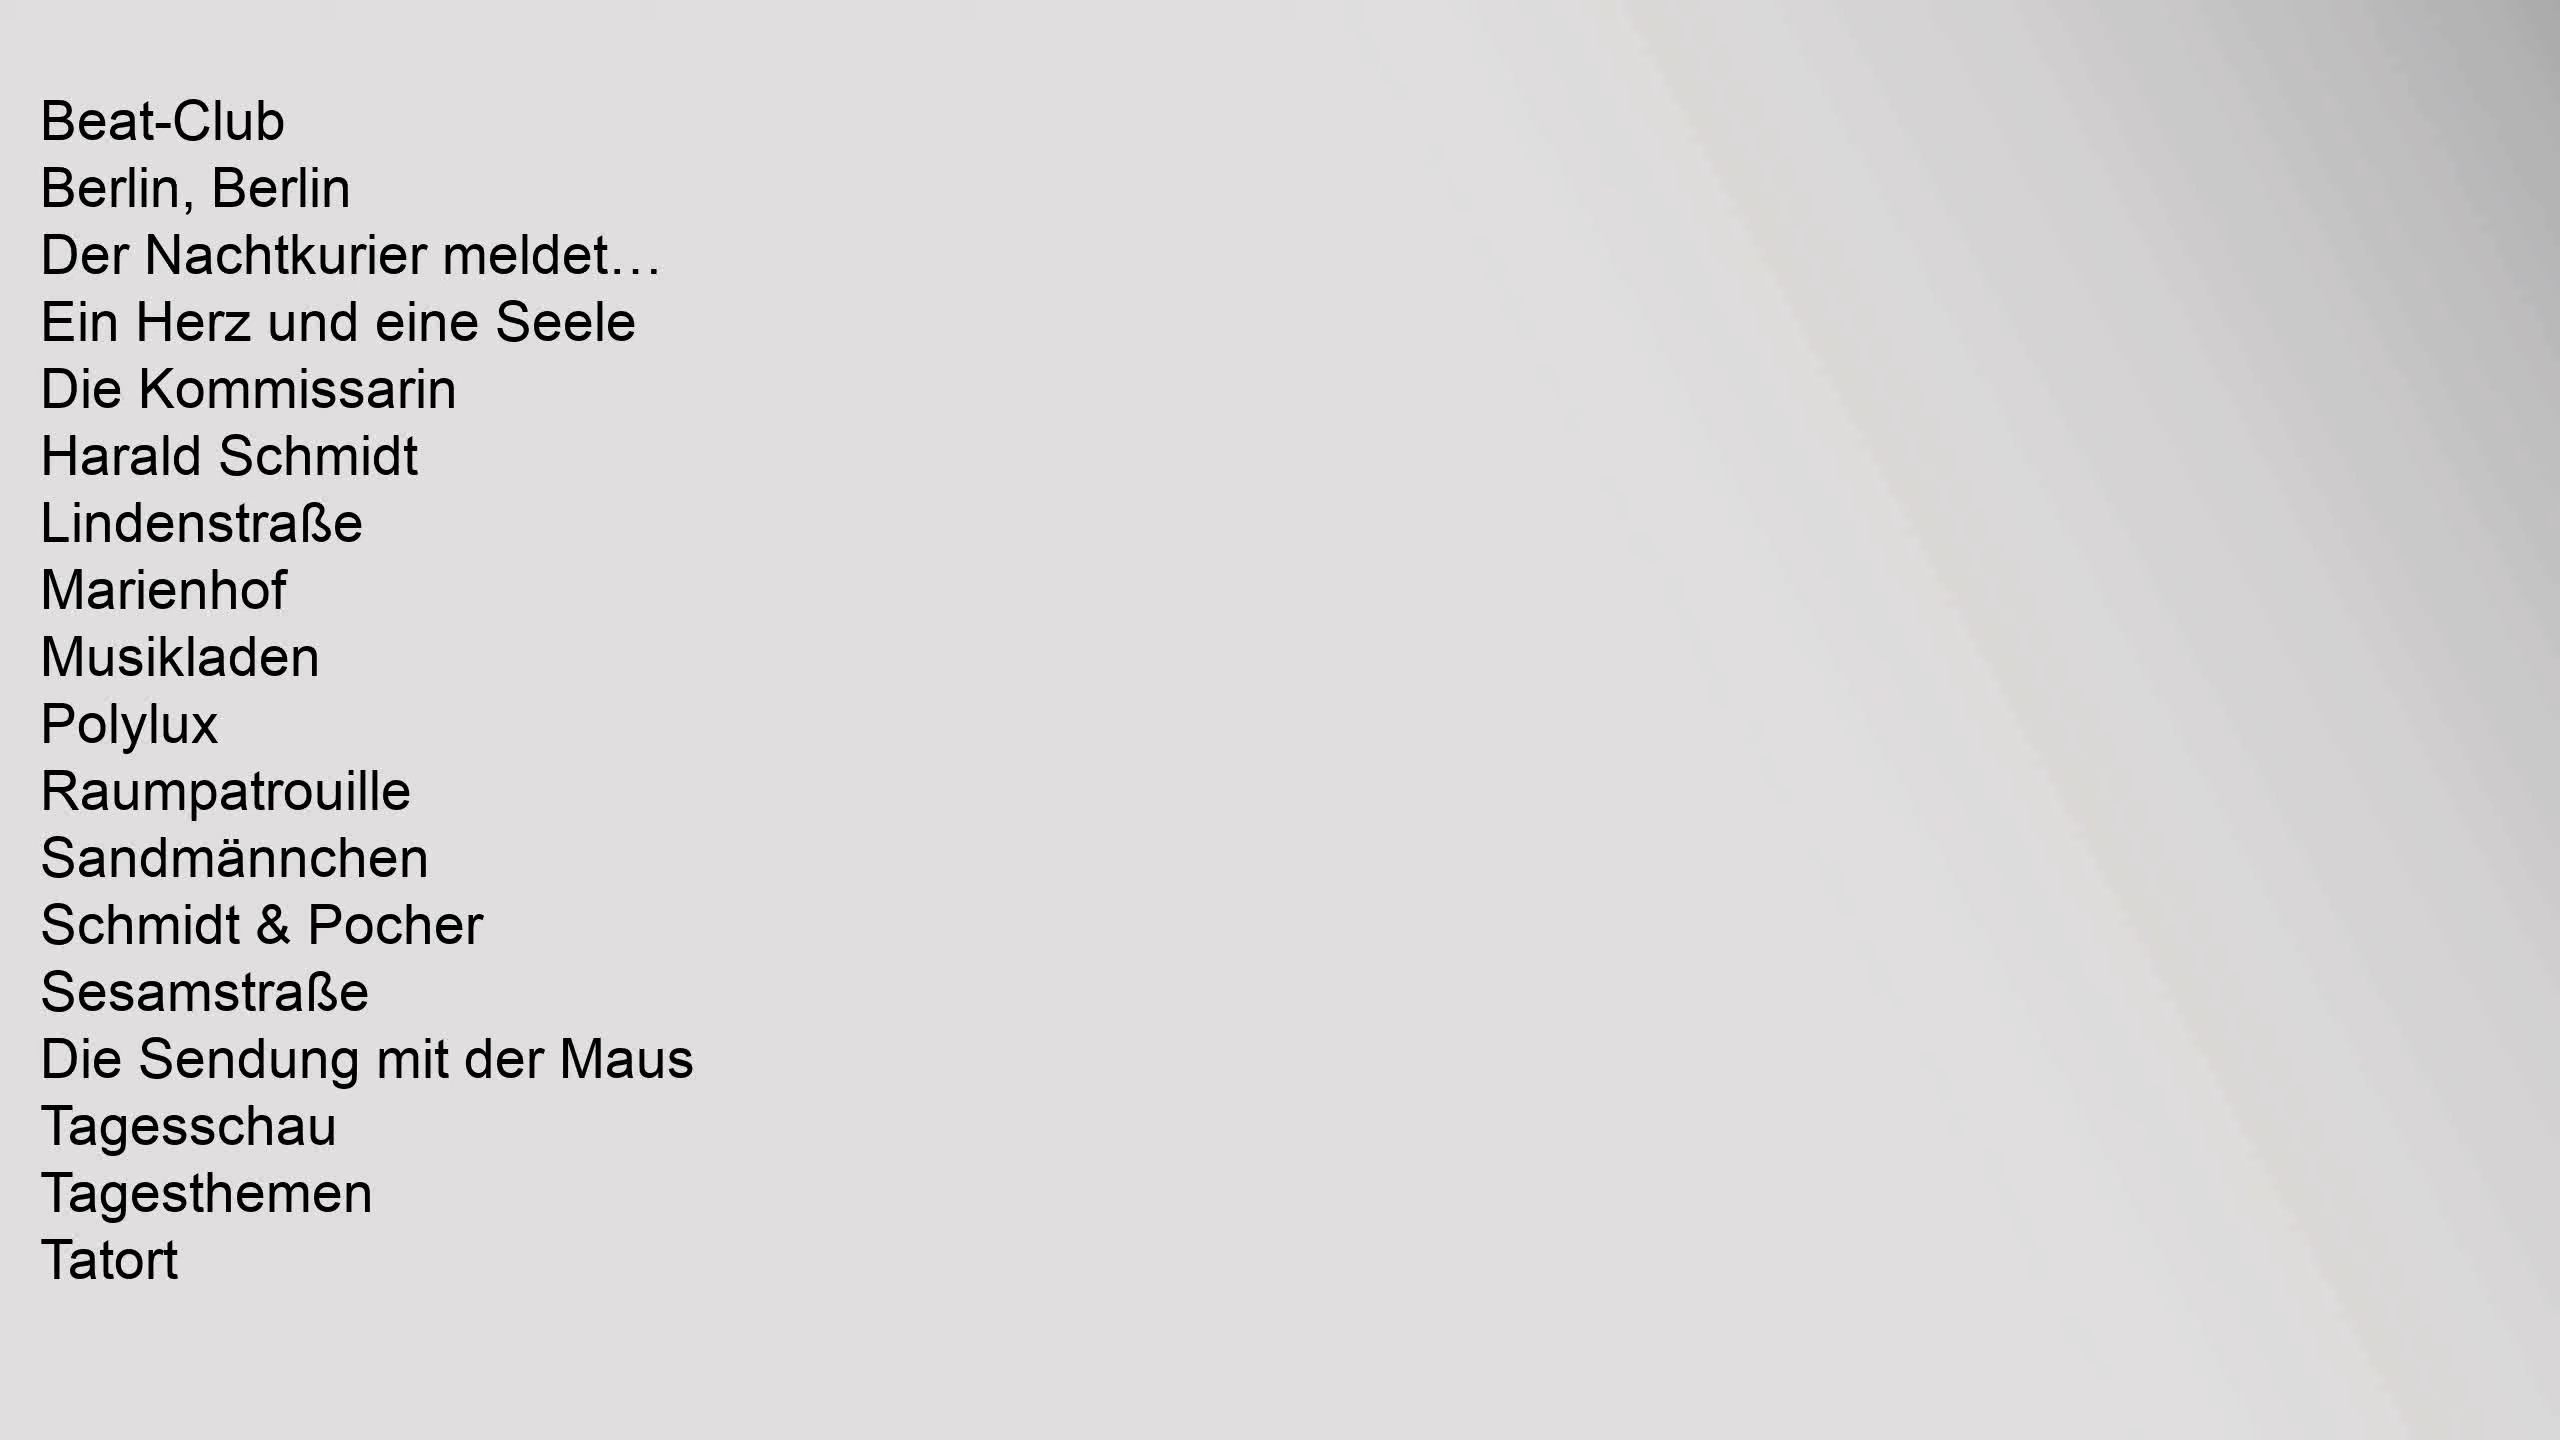 Beat-Club
Berlin, Berlin
Der Nachtkurier meldet…
Ein Herz und eine Seele
Die Kommissarin
Harald Schmidt
Lindenstraße
Marienhof
Musikladen
Polylux
Raumpatrouille
Sandmännchen
Schmidt & Pocher
Sesamstraße
Die Sendung mit der Maus
Tagesschau
Tagesthemen
Tatort